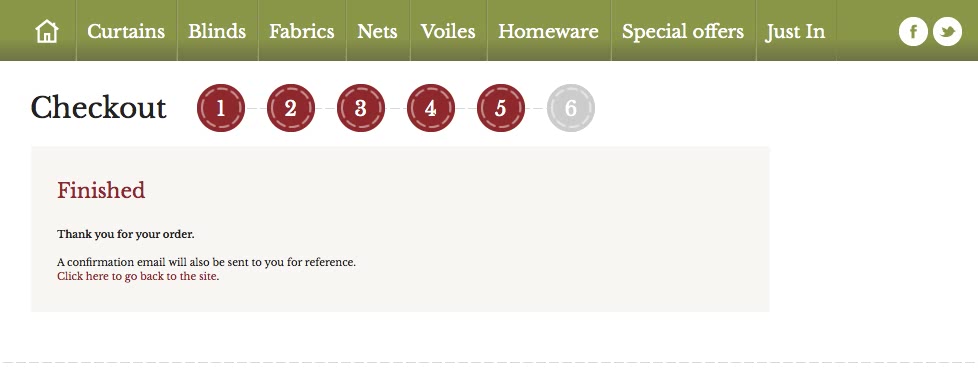 Curtains Blinds Fabrics Nets Voiles Homeware Special offers Just In f
Checkout 1 2 3 4 5 6
Finished
Thank you for your order.
A confirmation email will also be sent to you for reference.
Click here to go back to the site.